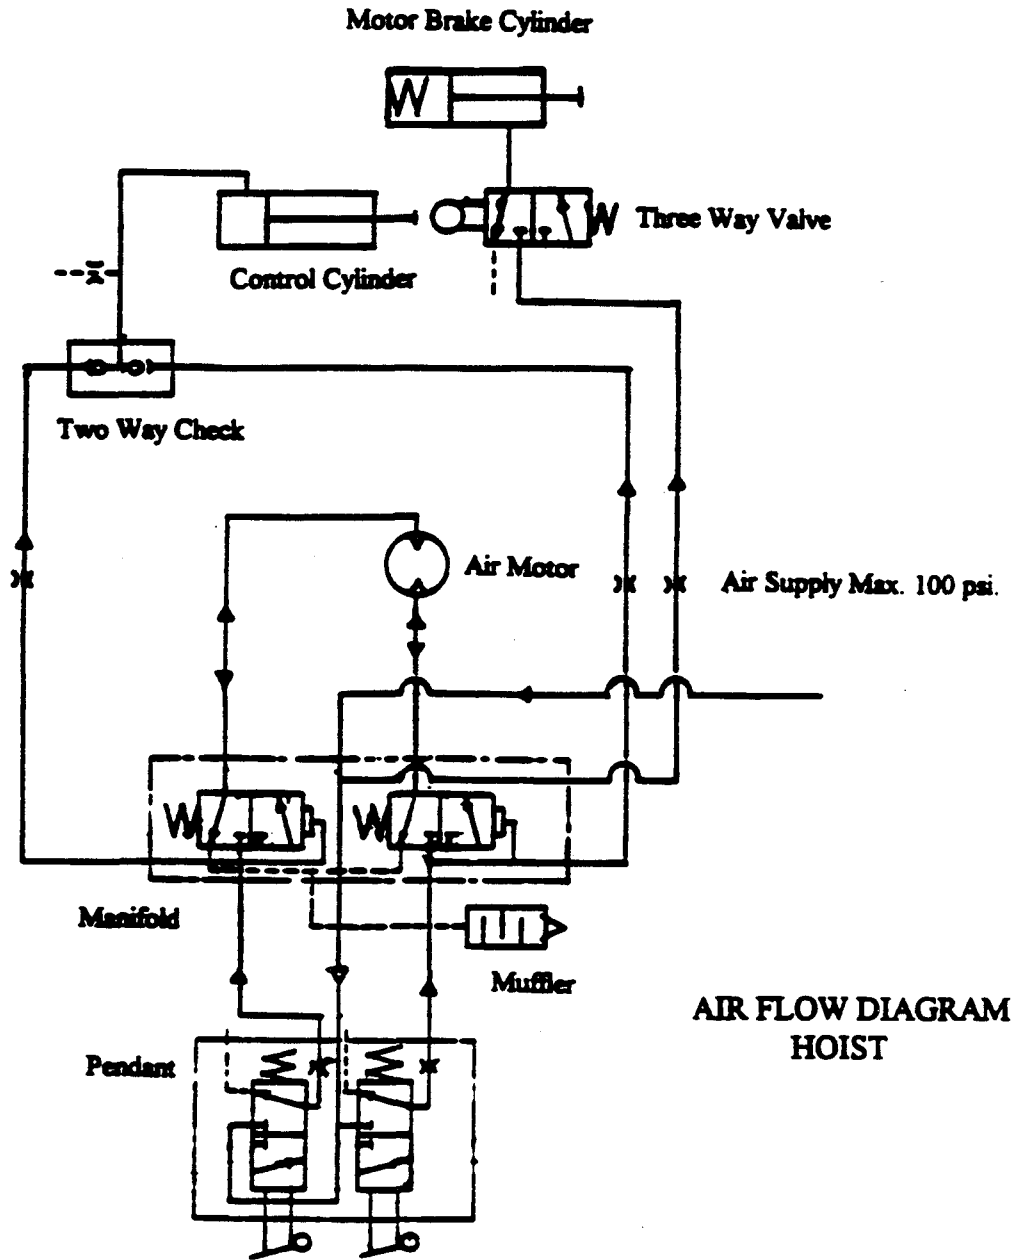 Motor Brake Cylinder
Three Way Valve
Control Cylinder
Two Way Check
Air Motor
Air Supply Max. 100 psi.
Manifold
Muffler
AIR FLOW DIAGRAM
HOIST
Pendant